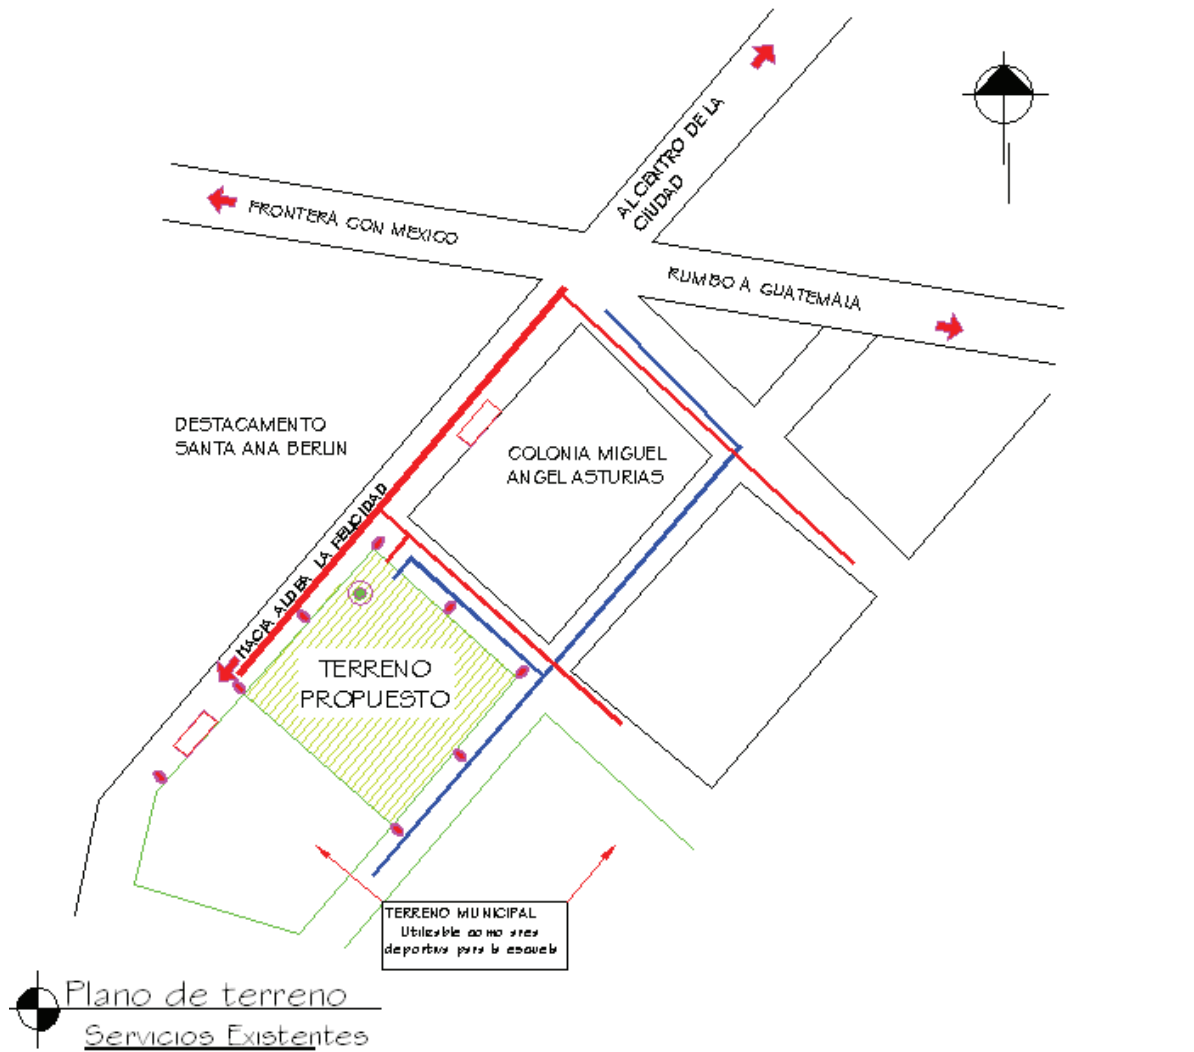 AL CENTRO DE LA
CIUDAD
FRONTERA CON MEXICO
RUMBO A GUATEMALA
DESTACAMENTO
SANTA ANA BERLIN
COLONIA MIGUEL
ANGEL ASTURIAS
HACIA ALDEA LA FELICIDAD
TERRENO
PROPUESTO
TERRENO MUNICIPAL
Utilizable como area
deportiva para la escuela
Plano de terreno
Servicios Existentes